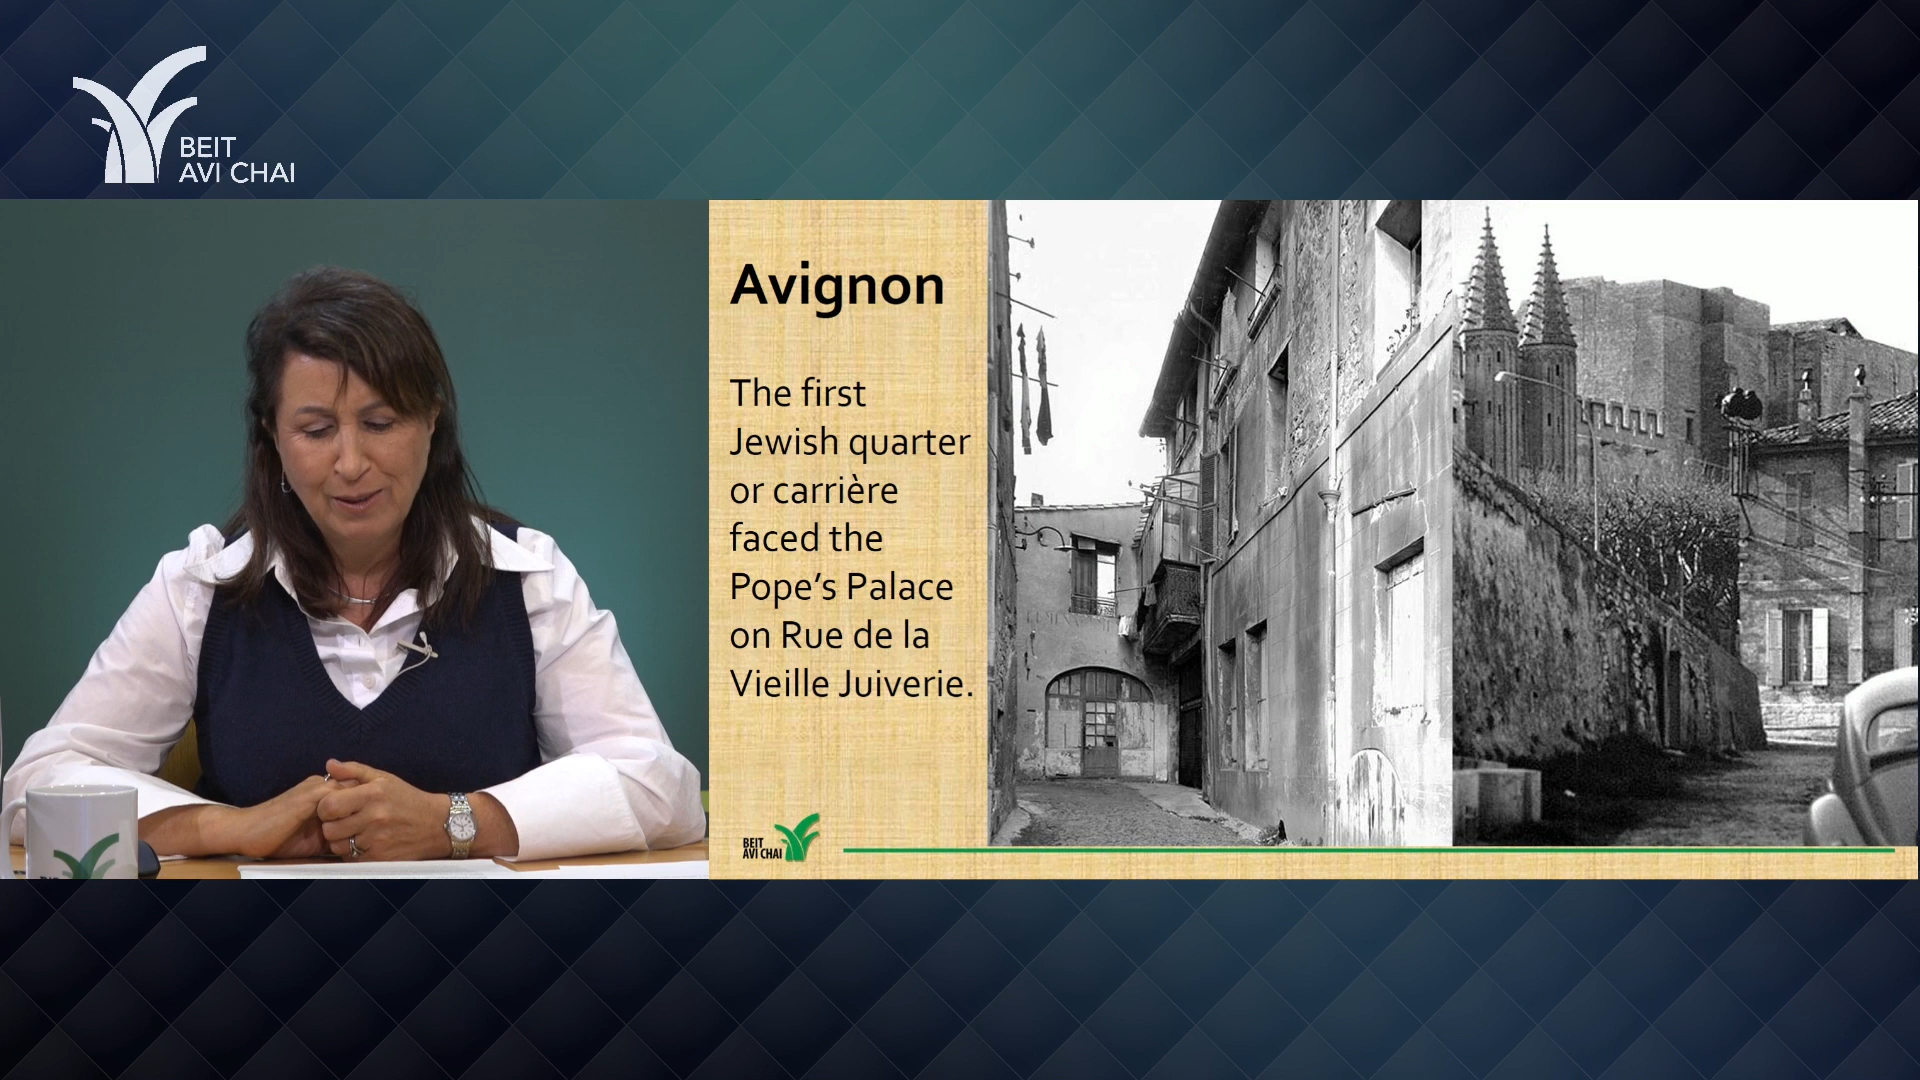 BEIT
AVI CHAI
Avignon
The first
Jewish quarter
or carrière
faced the
Pope’s Palace
on Rue de la
Vieille Juiverie.
BEIT
AVI CHAI